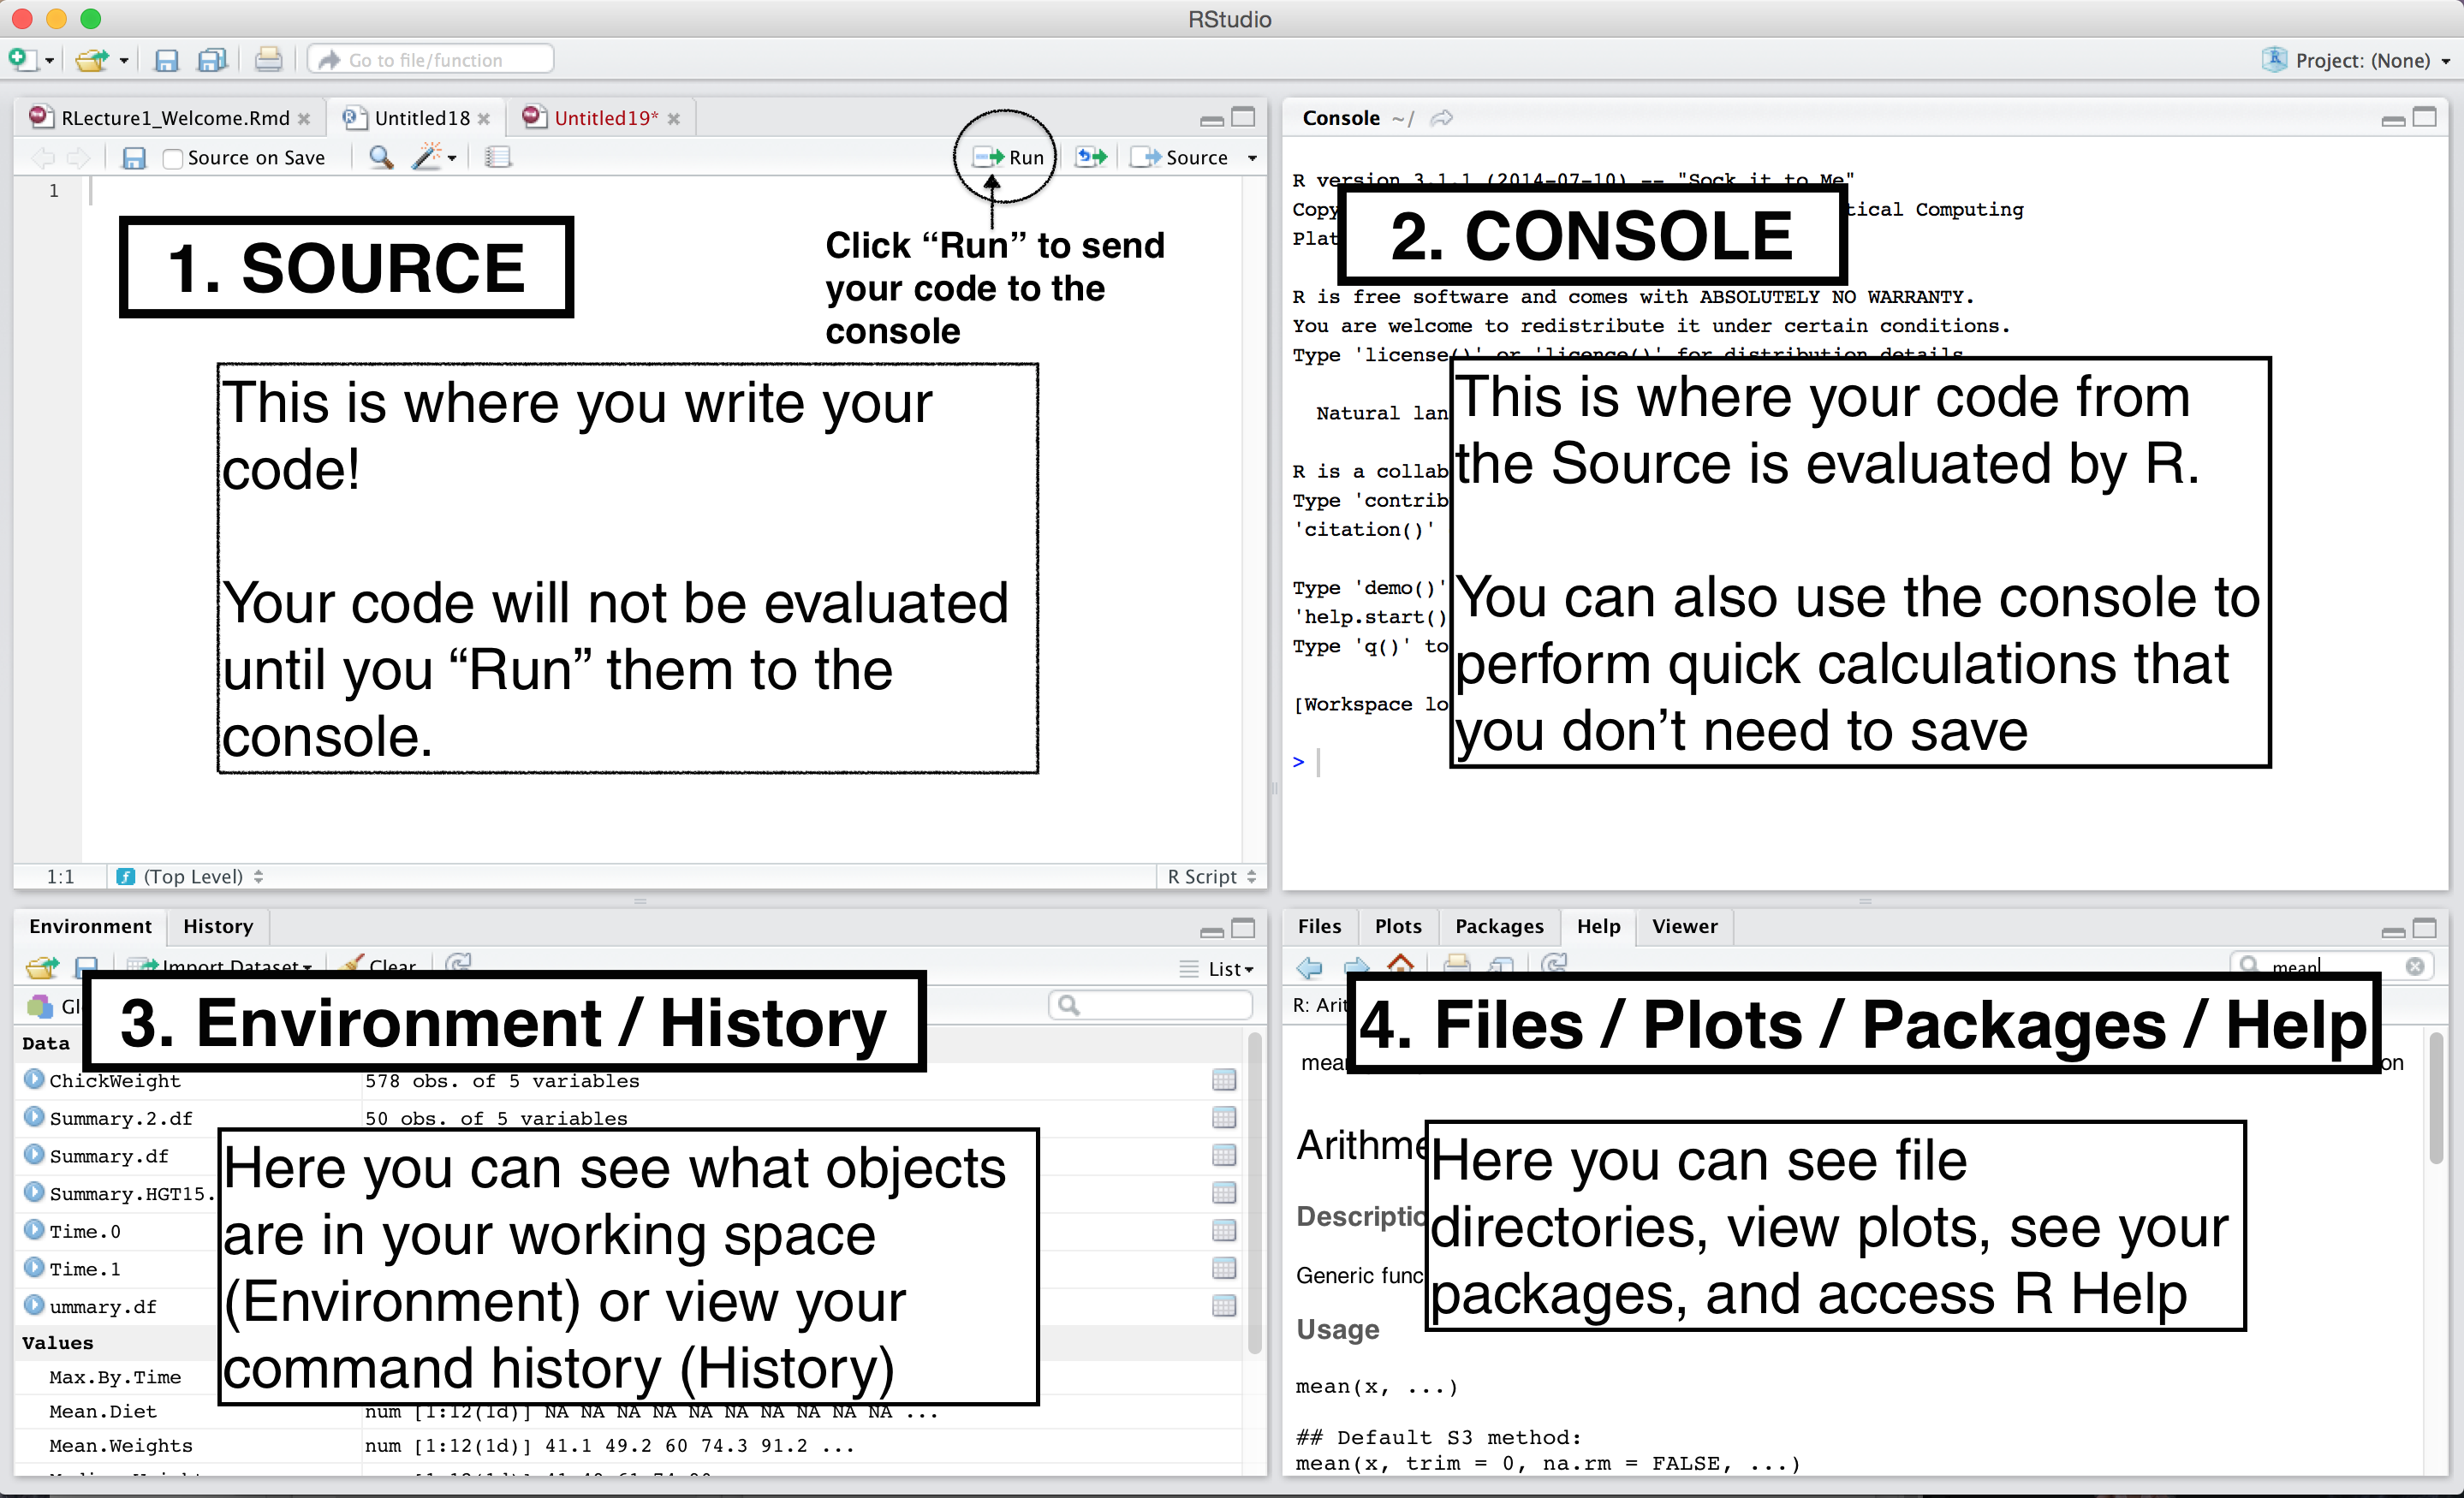 RStudio
Go to file/function
Project: (None)
RLecture1_Welcome.Rmd
Untitled18
Untitled19*
Source on Save
Run
Source
1
1. SOURCE
Click “Run” to send
your code to the
console
This is where you write your
code!
Your code will not be evaluated
until you “Run” them to the
console.
1:1
(Top Level)
R Script
Console ~/
R version 3.1.1 (2014-07-10) -- "Sock it to Me"
Copy
tical Computing
Plat
2. CONSOLE
R is free software and comes with ABSOLUTELY NO WARRANTY.
You are welcome to redistribute it under certain conditions.
Type 'license()' or 'licence()' for distribution details
Natural lan
R is a collab
Type 'contrib
'citation()'
Type 'demo()'
'help.start()
Type 'q()' to
[Workspace lo
>
This is where your code from
the Source is evaluated by R.
You can also use the console to
perform quick calculations that
you don’t need to save
Environment
History
Import Dataset
Clear
List
Gl
3. Environment / History
Data
ChickWeight 578 obs. of 5 variables
Summary.2.df 50 obs. of 5 variables
Summary.df
Summary.HGT15.
Time.0
Time.1
ummary.df
Values
Max.By.Time
Mean.Diet num [1:12(1d)] NA NA NA NA NA NA NA NA NA NA ...
Mean.Weights num [1:12(1d)] 41.1 49.2 60 74.3 91.2 ...
Here you can see what objects
are in your working space
(Environment) or view your
command history (History)
Files
Plots
Packages
Help
Viewer
mean
R: Arit
4. Files / Plots / Packages / Help
mea
on
Arithme
Descriptio
Generic func
Usage
mean(x, ...)
## Default S3 method:
mean(x, trim = 0, na.rm = FALSE, ...)
Here you can see file
directories, view plots, see your
packages, and access R Help